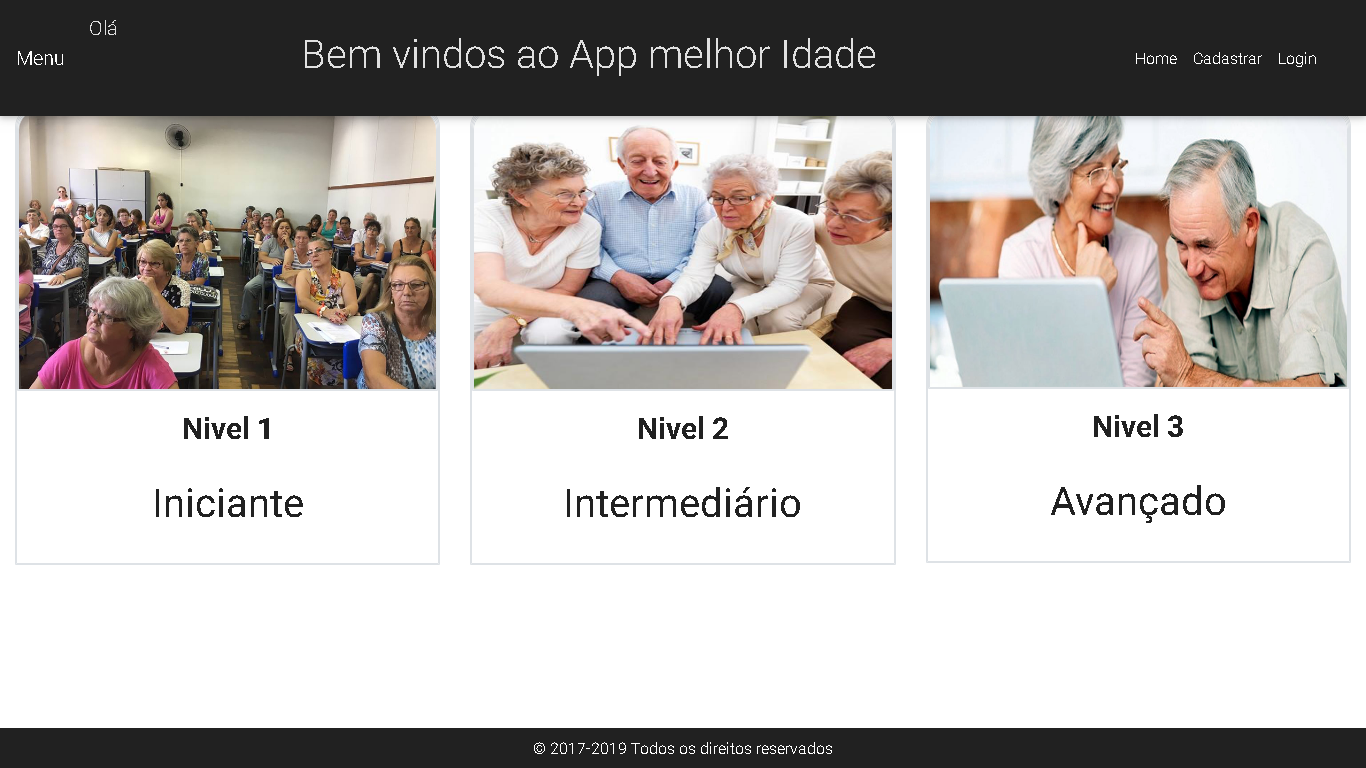 Olá
Menu
Bem vindos ao App melhor Idade
Home Cadastrar Login
Nivel 1
Iniciante
Nivel 2
Intermediário
Nivel 3
Avançado
© 2017-2019 Todos os direitos reservados